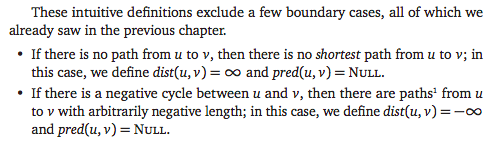 These intuitive definitions exclude a few boundary cases, all of which we
already saw in the previous chapter.
• If there is no path from u to v, then there is no shortest path from u to v; in
this case, we define dist(u, v) = ∞ and pred(u, v) = NULL.
• If there is a negative cycle between u and v, then there are paths¹ from u
to v with arbitrarily negative length; in this case, we define dist(u, v) = −∞
and pred(u, v) = NULL.